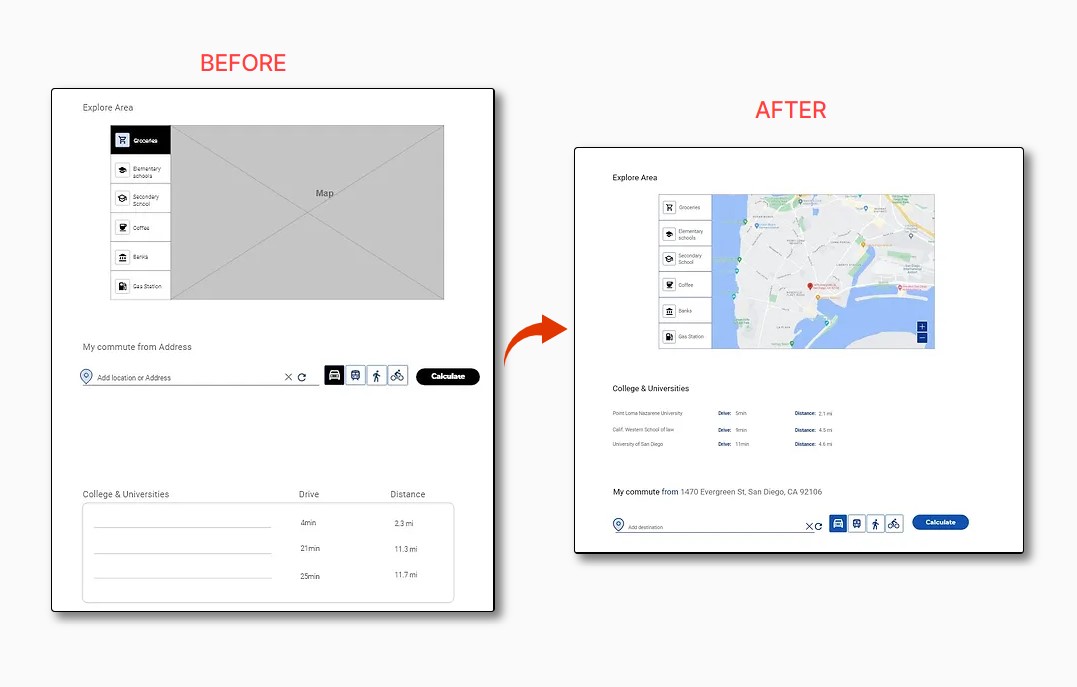 BEFORE
Explore Area
Groceries
Elementary
schools
Secondary
School
Coffee
Banks
Gas Station
Map
My commute from Address
Add location or Address
Calculate
College & Universities Drive Distance
4min 2.3 mi
21min 11.3 mi
25min 11.7 mi
AFTER
Explore Area
Groceries
Elementary
schools
Secondary
School
Coffee
Banks
Gas Station
College & Universities
Point Loma Nazarene University Drive: 5min Distance: 2.1 mi
Calif. Western School of law Drive: 9min Distance: 4.5 mi
University of San Diego Drive: 11min Distance: 4.6 mi
My commute from 1470 Evergreen St, San Diego, CA 92106
Add destination
Calculate